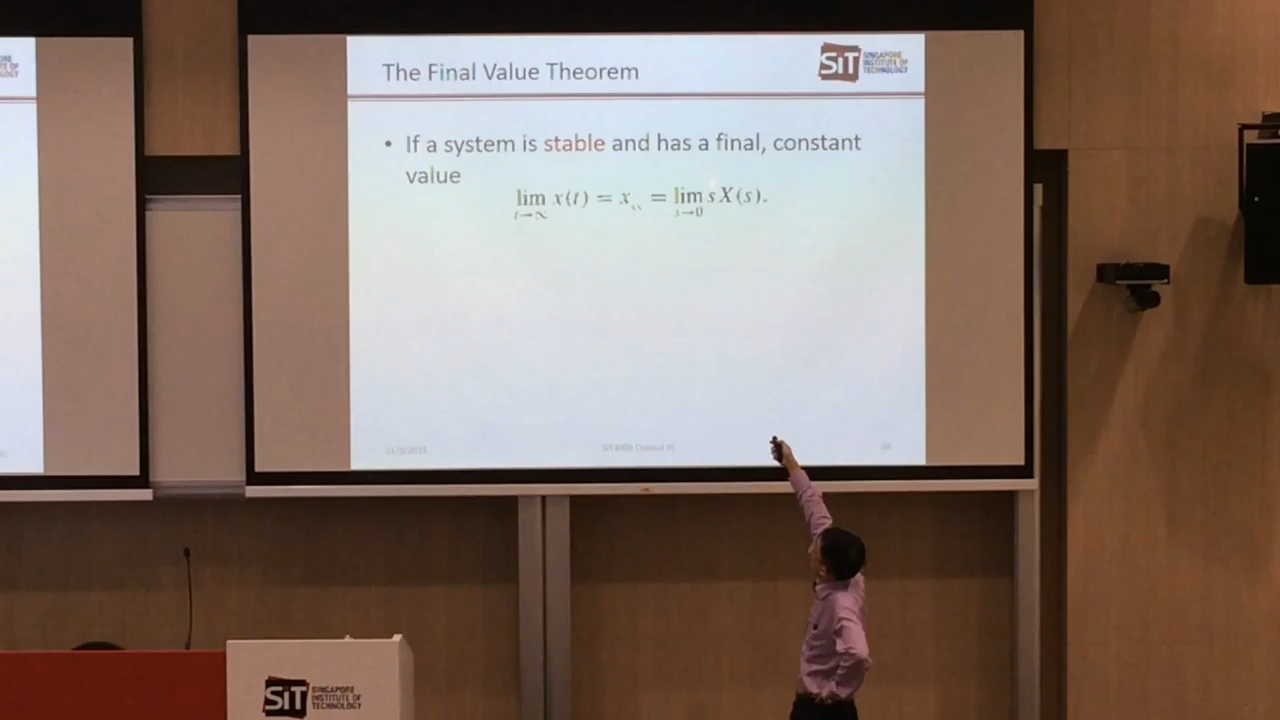 The Final Value Theorem
SiT
SINGAPORE
INSTITUTE OF
TECHNOLOGY
• If a system is stable and has a final, constant
value
lim x(t) = x = lim sX(s).
t→∞ s→0
SiT
SINGAPORE
INSTITUTE OF
TECHNOLOGY